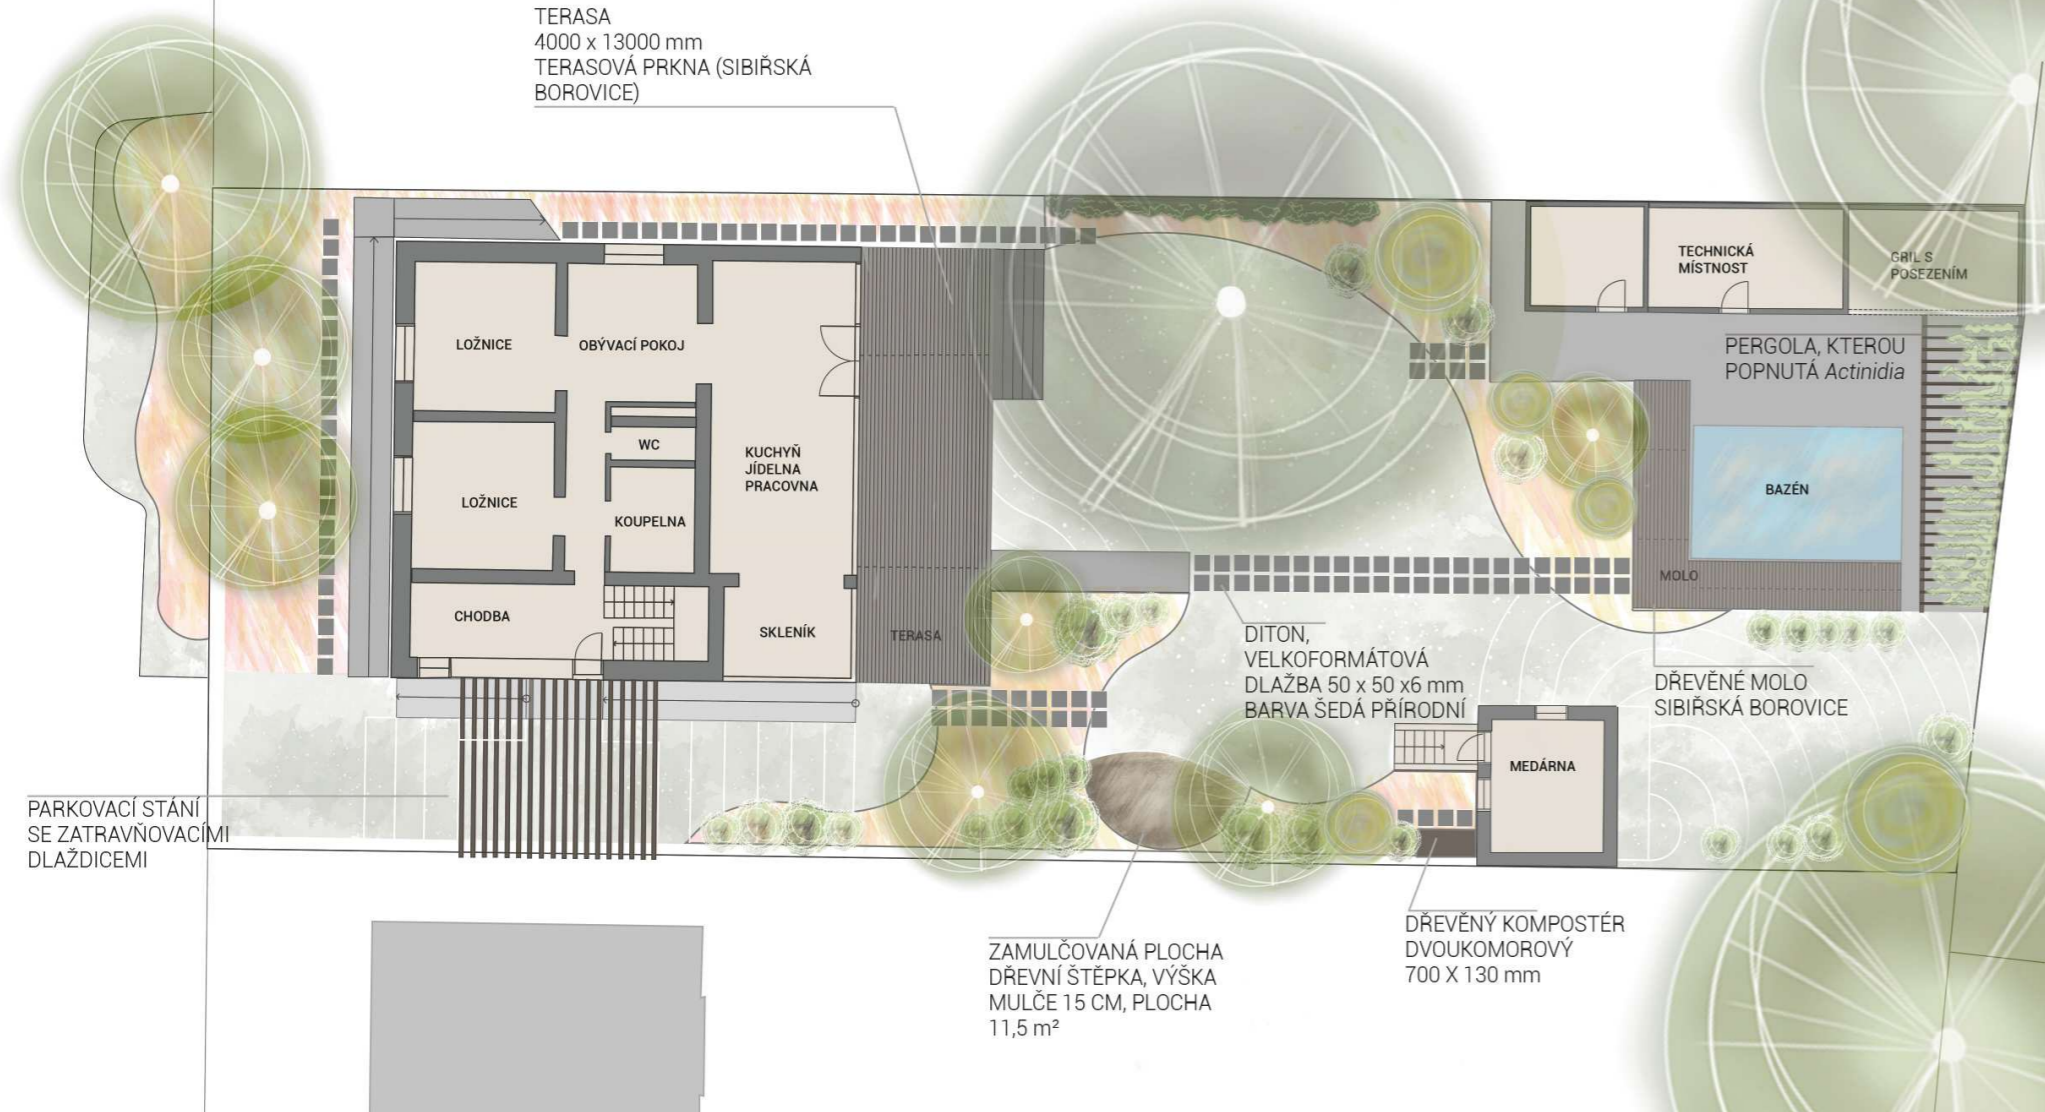 TERASA
4000 x 13000 mm
TERASOVÁ PRKNA (SIBIŘSKÁ
BOROVICE)
TECHNICKÁ
MÍSTNOST
GRIL S
POSEZENÍM
LOŽNICE
OBÝVACÍ POKOJ
PERGOLA, KTEROU
POPNUTÁ Actinidia
WC
KUCHYŇ
JÍDELNA
PRACOVNA
LOŽNICE
KOUPELNA
BAZÉN
MOLO
CHODBA
SKLENÍK
TERASA
DITON,
VELKOFORMÁTOVÁ
DLAŽBA 50 x 50 x6 mm
BARVA ŠEDÁ PŘÍRODNÍ
DŘEVĚNÉ MOLO
SIBIŘSKÁ BOROVICE
MEDÁRNA
PARKOVACÍ STÁNÍ
SE ZATRAVŇOVACÍMI
DLAŽDICEMI
ZAMULČOVANÁ PLOCHA
DŘEVNÍ ŠTĚPKA, VÝŠKA
MULČE 15 CM, PLOCHA
11,5 m²
DŘEVĚNÝ KOMPOSTÉR
DVOUKOMOROVÝ
700 X 130 mm